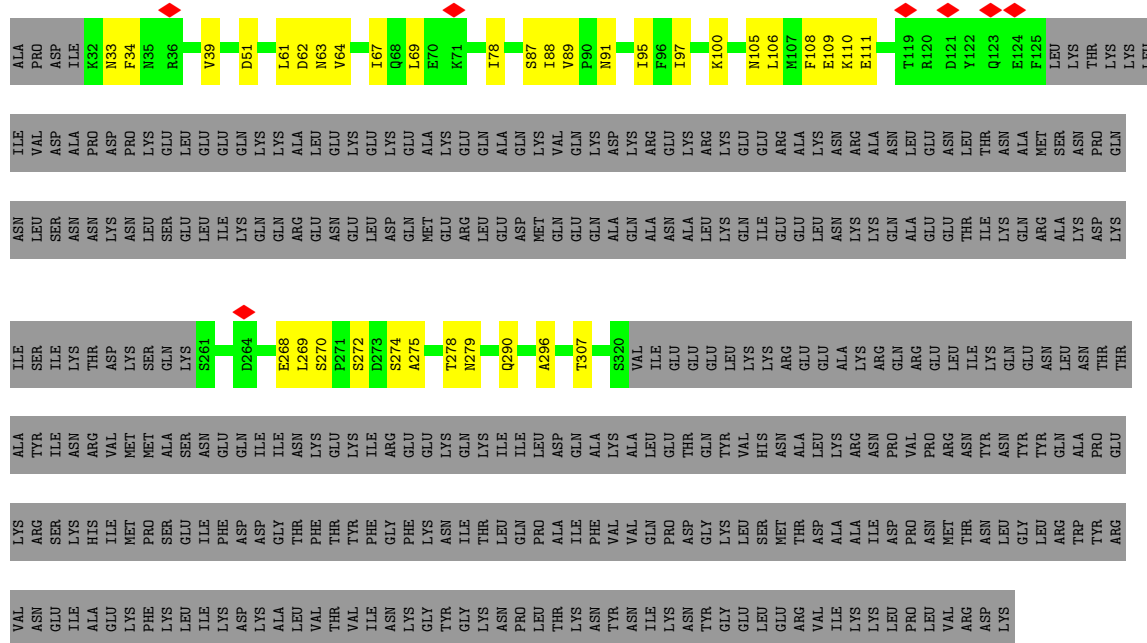 ALA PRO ASP ILE K32 N33 F34 N35 R36 V39 D51 L61 D62 N63 V64 I67 Q68 L69 E70 K71 I78 S87 I88 V89 P90 N91 I95 F96 I97 K100 N105 L106 M107 F108 E109 K110 E111 T119 R120 D121 Y122 Q123 E124 F125 LEU LYS THR LYS LYS LEU
ILE VAL ASP ALA PRO ASP PRO LYS GLU LEU GLU GLU GLN LYS LYS ALA LEU GLU LYS GLU LYS GLU ALA LYS GLU GLN ALA GLN LYS VAL GLN LYS ASP LYS ARG GLU LYS ARG LYS GLU GLU ARG ALA LYS ASN ARG ALA ASN LEU GLU ASN LEU THR ASN ALA MET SER ASN PRO GLN
ASN LEU SER ASN ASN LYS ASN LEU SER GLU LEU ILE LYS GLN GLN ARG GLU ASN GLU LEU ASP GLN MET GLU ARG LEU GLU ASP MET GLN GLU GLN ALA GLN ALA ASN ALA LEU LYS GLN ILE GLU GLU LEU ASN LYS LYS GLN ALA GLU GLU THR ILE LYS GLN ARG ALA LYS ASP LYS
ILE SER ILE LYS THR ASP LYS SER GLN LYS S261 D264 E268 L269 S270 P271 S272 D273 S274 A275 T278 N279 Q290 A296 T307 S320 VAL ILE GLU GLU GLU LEU LYS LYS ARG GLU GLU ALA LYS ARG GLN ARG GLU LEU ILE LYS GLN GLU ASN LEU ASN THR THR
ALA TYR ILE ASN ARG VAL MET MET ALA SER ASN GLU GLN ILE ILE ASN LYS GLU LYS ILE ARG GLU GLU LYS GLN LYS ILE ILE LEU ASP GLN ALA LYS ALA LEU GLU THR GLN TYR VAL HIS ASN ALA LEU LYS ARG ASN PRO VAL PRO ARG ASN TYR ASN TYR TYR GLN ALA PRO GLU
LYS ARG SER LYS HIS ILE MET PRO SER GLU ILE PHE ASP ASP GLY THR PHE THR TYR PHE GLY PHE LYS ASN ILE THR LEU GLN PRO ALA ILE PHE VAL VAL GLN PRO ASP GLY LYS LEU SER MET THR ASP ALA ALA ILE ASP PRO ASN MET THR ASN LEU GLY LEU ARG TRP TYR ARG
VAL ASN GLU ILE ALA GLU LYS PHE LYS LEU ILE LYS ASP LYS ALA LEU VAL THR VAL ILE ASN LYS GLY TYR GLY LYS ASN PRO LEU THR LYS ASN TYR ASN ILE LYS ASN TYR GLY GLU LEU GLU ARG VAL ILE LYS LYS LEU PRO LEU VAL ARG ASP LYS